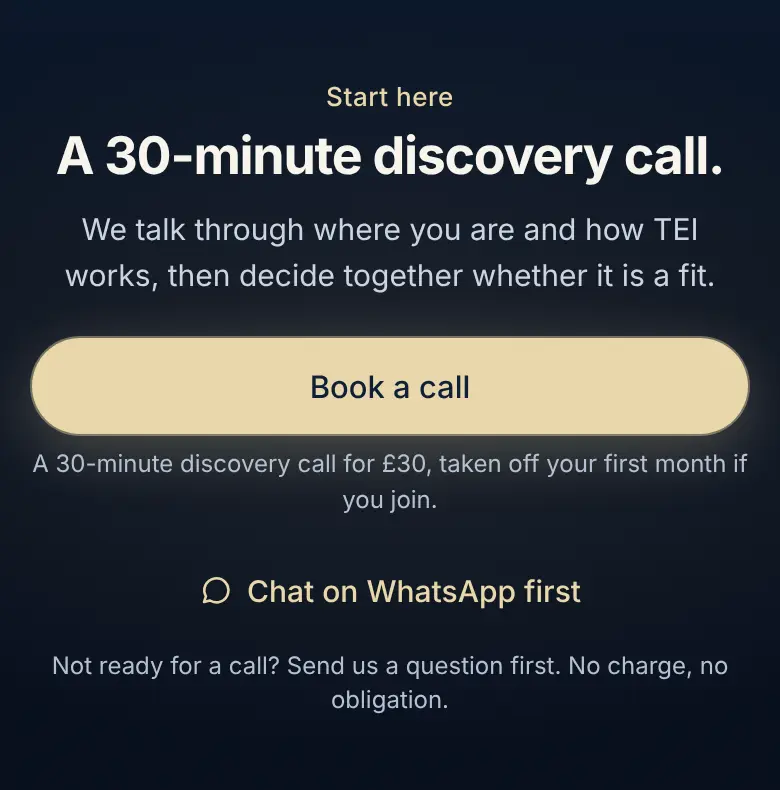 Start here
A 30-minute discovery call.
We talk through where you are and how TEI
works, then decide together whether it is a fit.
Book a call
A 30-minute discovery call for £30, taken off your first month if
you join.
Chat on WhatsApp first
Not ready for a call? Send us a question first. No charge, no
obligation.